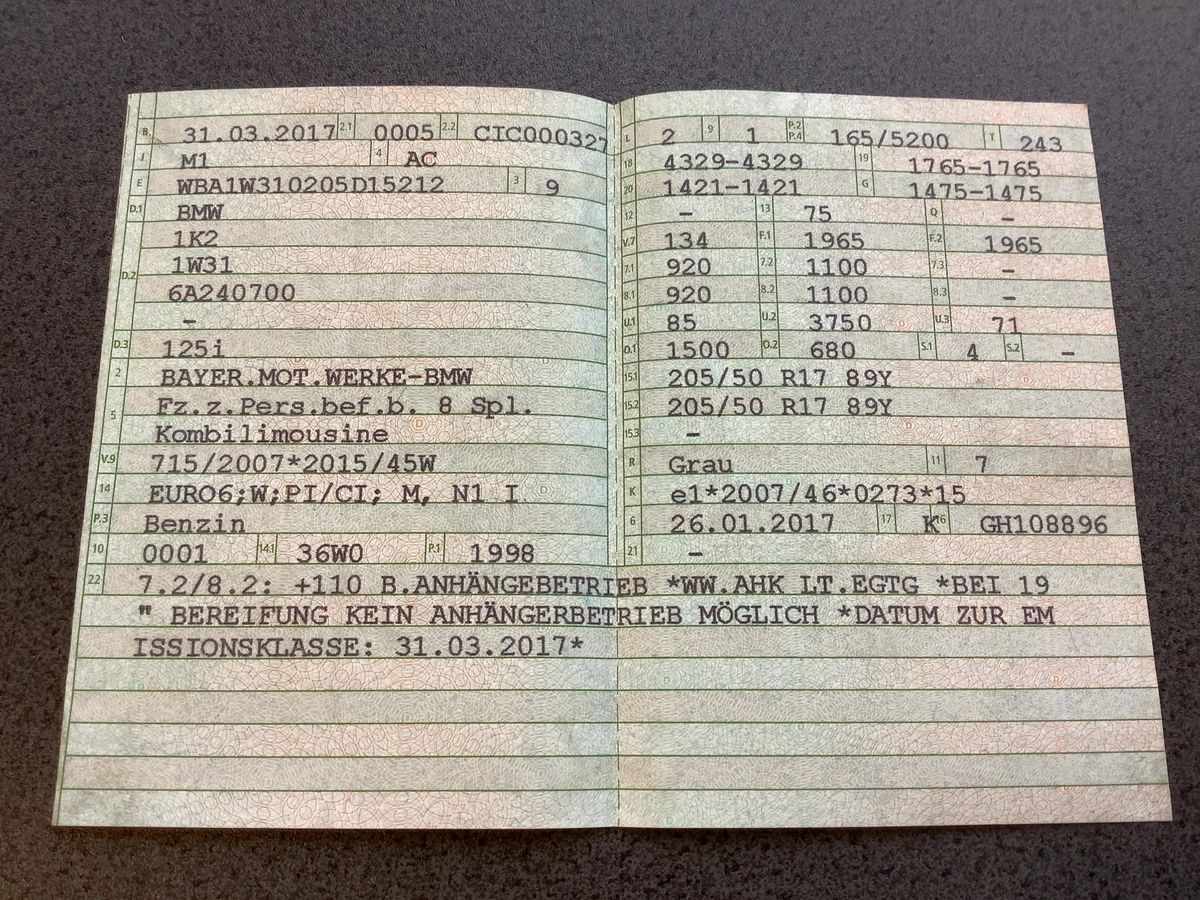 B 31.03.2017 2.1 0005 2.2 CIC000327
J M1 4 AC
E WBA1W310205D15212 3 9
D.1 BMW
1K2
D.2 1W31
6A240700
–
D.3 125i
2 BAYER.MOT.WERKE-BMW
5 Fz.z.Pers.bef.b. 8 Spl.
Kombilimousine
V.9 715/2007*2015/45W
14 EURO6;W;PI/CI; M, N1 I
P.3 Benzin
10 0001 14.1 36W0 P.1 1998
L 2 9 1 P.2 P.4 165/5200 T 243
18 4329-4329 19 1765-1765
20 1421-1421 G 1475-1475
12 – 13 75 Q –
V.7 134 F.1 1965 F.2 1965
7.1 920 7.2 1100 7.3 –
8.1 920 8.2 1100 8.3 –
U.1 85 U.2 3750 U.3 71
O.1 1500 O.2 680 S.1 4 S.2 –
15.1 205/50 R17 89Y
15.2 205/50 R17 89Y
15.3 –
R Grau 11 7
K e1*2007/46*0273*15
6 26.01.2017 17 K 16 GH108896
21 –
22 7.2/8.2: +110 B.ANHÄNGEBETRIEB *WW.AHK LT.EGTG *BEI 19
" BEREIFUNG KEIN ANHÄNGERBETRIEB MÖGLICH *DATUM ZUR EM
ISSIONSKLASSE: 31.03.2017*